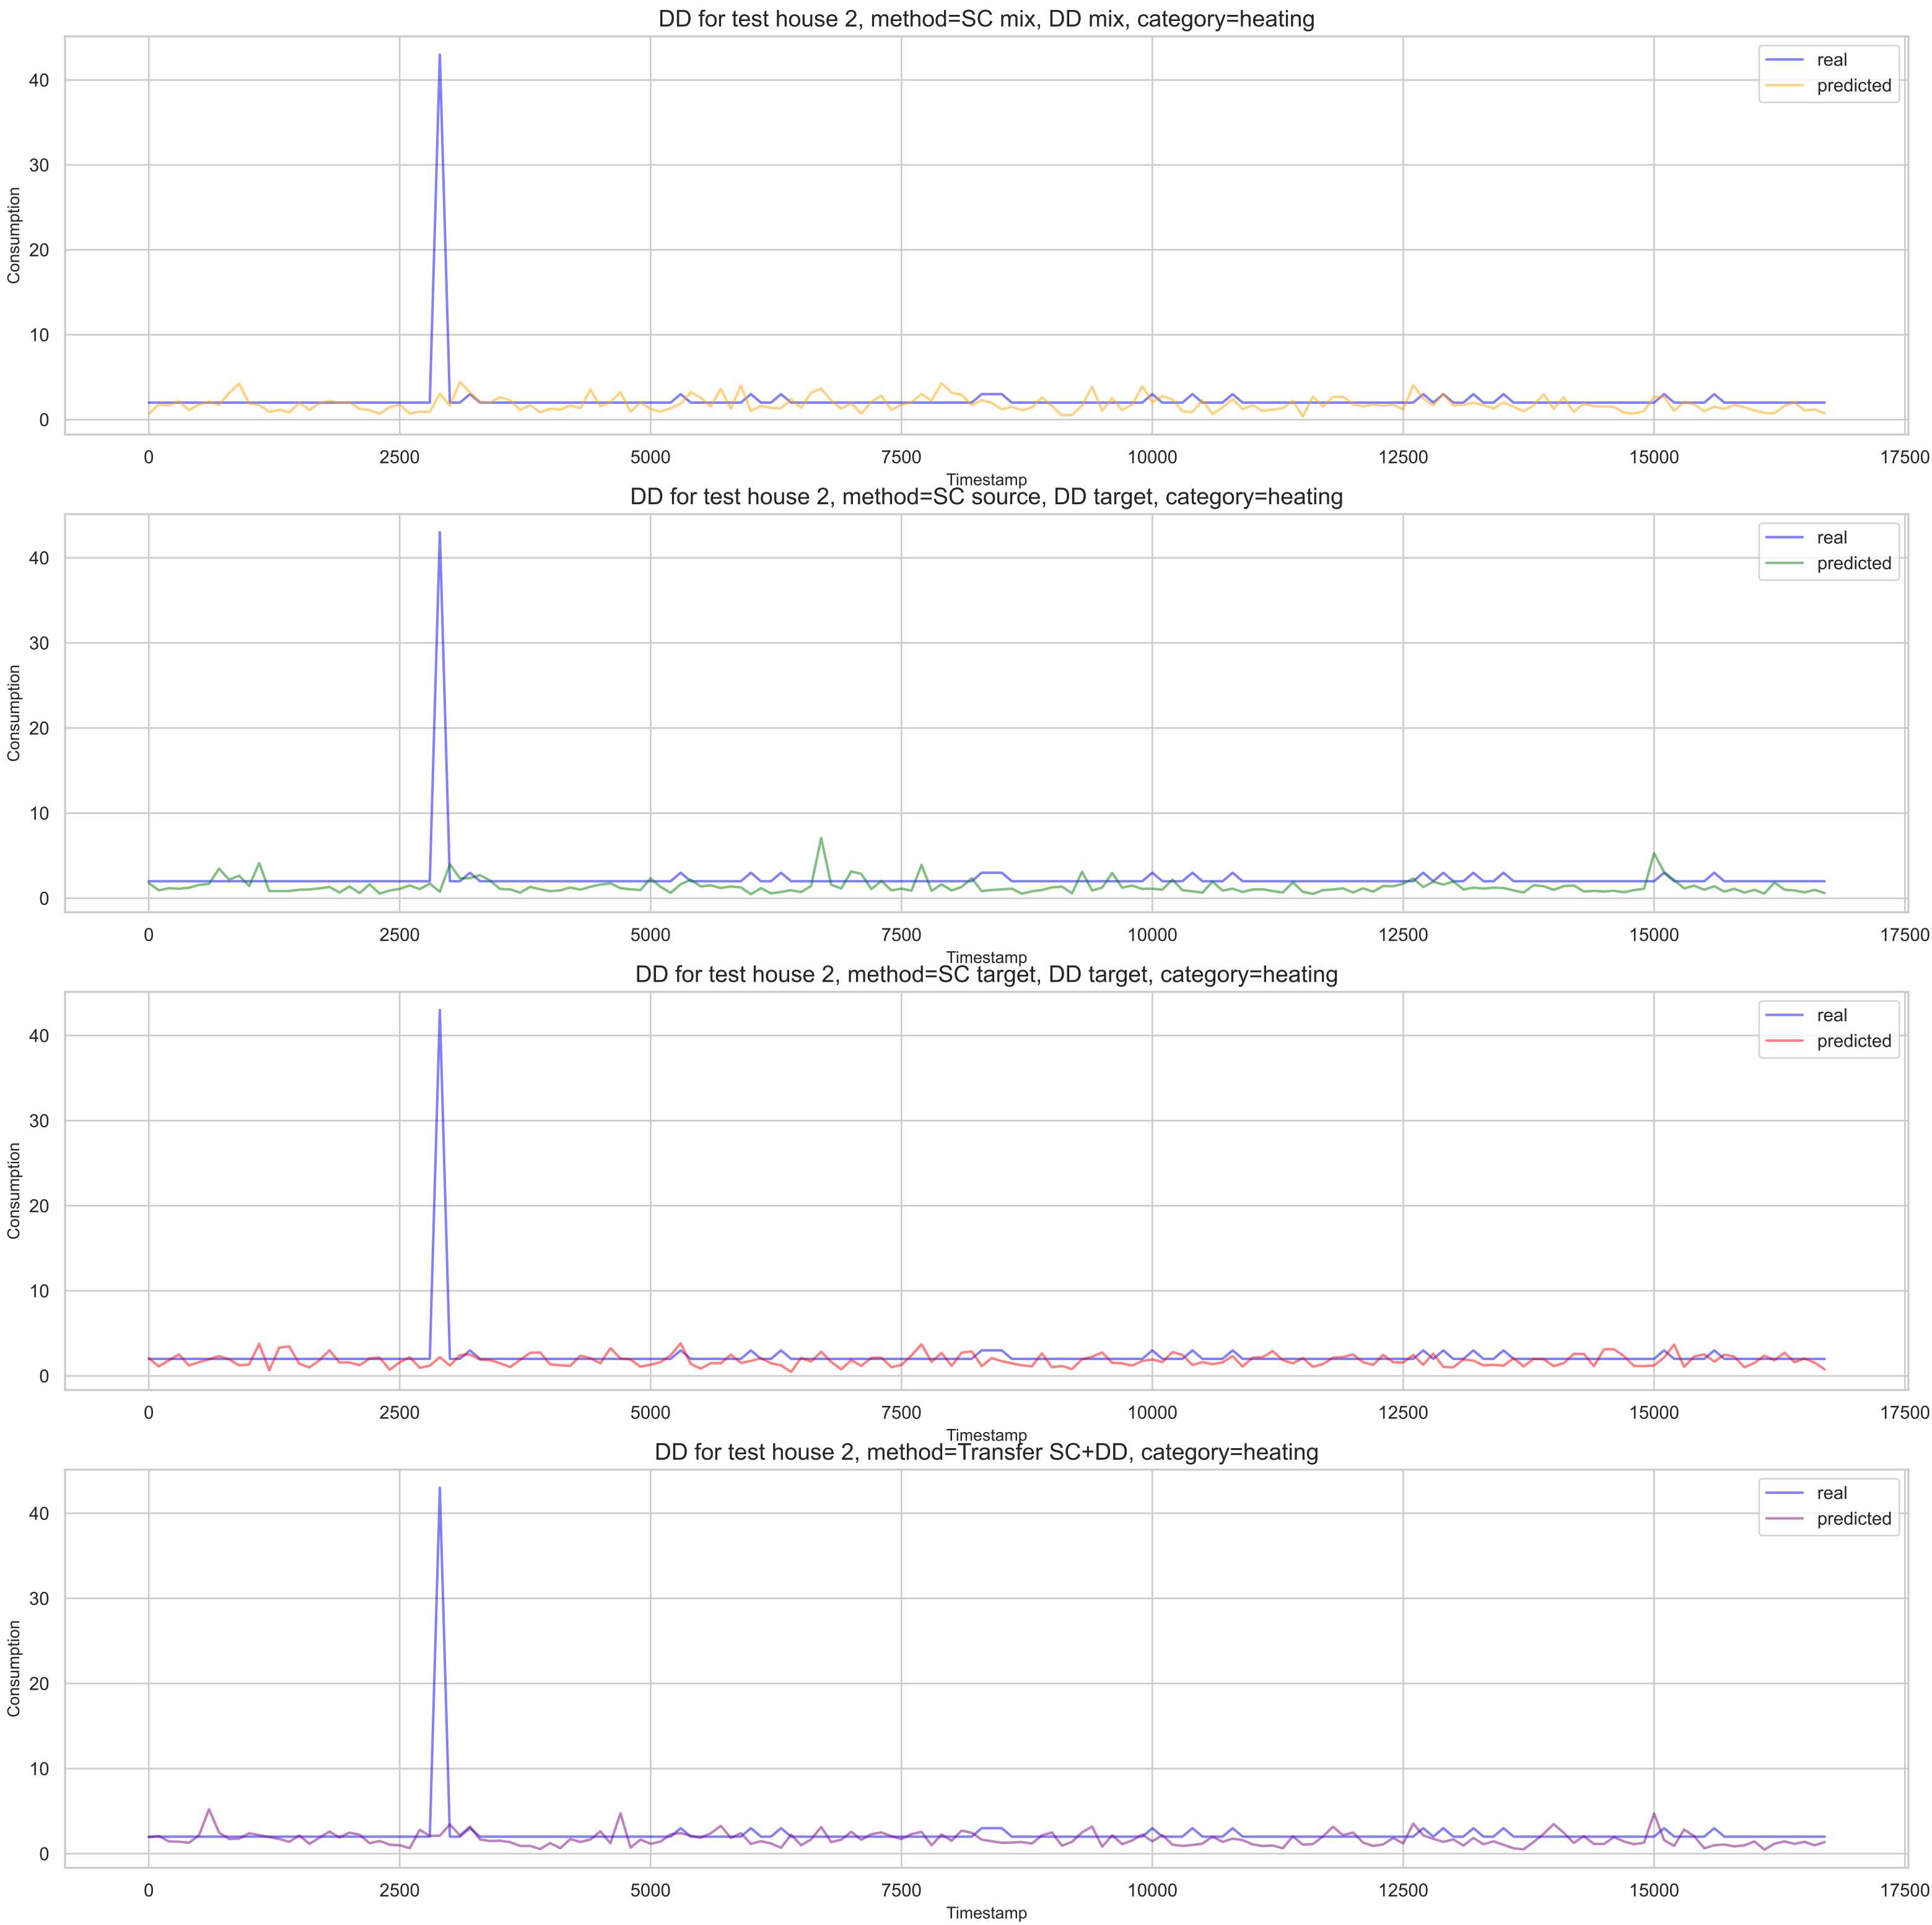 DD for test house 2, method=SC mix, DD mix, category=heating
real
predicted
40
30
20
10
0
Consumption
0 2500 5000 7500 10000 12500 15000 17500
Timestamp
DD for test house 2, method=SC source, DD target, category=heating
real
predicted
40
30
20
10
0
Consumption
0 2500 5000 7500 10000 12500 15000 17500
Timestamp
DD for test house 2, method=SC target, DD target, category=heating
real
predicted
40
30
20
10
0
Consumption
0 2500 5000 7500 10000 12500 15000 17500
Timestamp
DD for test house 2, method=Transfer SC+DD, category=heating
real
predicted
40
30
20
10
0
Consumption
0 2500 5000 7500 10000 12500 15000 17500
Timestamp